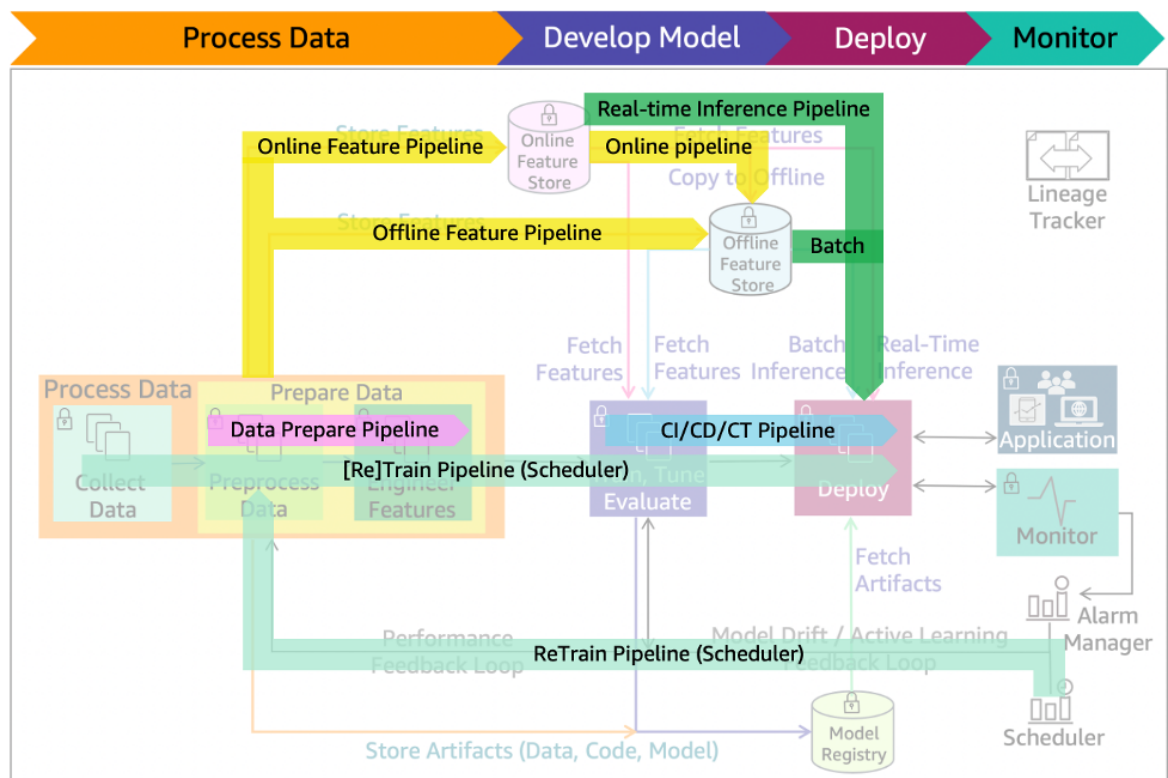 Process Data
Develop Model
Deploy
Monitor
Real-time Inference Pipeline
Store Features
Online Feature Pipeline
Online
Feature
Store
Online pipeline
Fetch Features
Copy to Offline
Lineage
Tracker
Store Features
Offline Feature Pipeline
Offline
Feature
Store
Batch
Fetch
Features
Fetch
Features
Batch
Inference
Real-Time
Inference
Process Data
Prepare Data
Data Prepare Pipeline
CI/CD/CT Pipeline
Application
[Re]Train Pipeline (Scheduler)
Collect
Data
Preprocess
Data
Engineer
Features
Train, Tune
Evaluate
Deploy
Monitor
Fetch
Artifacts
Alarm
Manager
Performance
Feedback Loop
Model Drift / Active Learning
Feedback Loop
ReTrain Pipeline (Scheduler)
Model
Registry
Scheduler
Store Artifacts (Data, Code, Model)